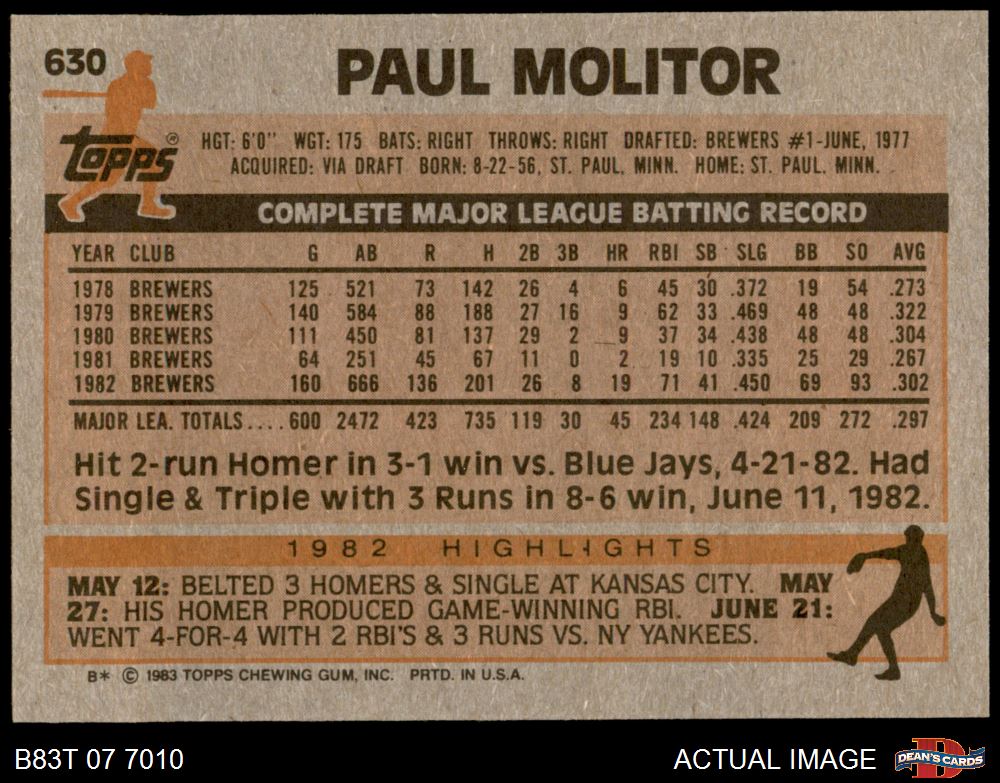 630
PAUL MOLITOR
Topps®
HGT: 6'0" WGT: 175 BATS: RIGHT THROWS: RIGHT DRAFTED: BREWERS #1-JUNE, 1977
ACQUIRED: VIA DRAFT BORN: 8-22-56, ST. PAUL, MINN. HOME: ST. PAUL, MINN.
COMPLETE MAJOR LEAGUE BATTING RECORD
YEAR CLUB G AB R H 2B 3B HR RBI SB SLG BB SO AVG
1978 BREWERS 125 521 73 142 26 4 6 45 30 .372 19 54 .273
1979 BREWERS 140 584 88 188 27 16 9 62 33 .469 48 48 .322
1980 BREWERS 111 450 81 137 29 2 9 37 34 .438 48 48 .304
1981 BREWERS 64 251 45 67 11 0 2 19 10 .335 25 29 .267
1982 BREWERS 160 666 136 201 26 8 19 71 41 .450 69 93 .302
MAJOR LEA. TOTALS.... 600 2472 423 735 119 30 45 234 148 .424 209 272 .297
Hit 2-run Homer in 3-1 win vs. Blue Jays, 4-21-82. Had
Single & Triple with 3 Runs in 8-6 win, June 11, 1982.
1982 HIGHLIGHTS
MAY 12: BELTED 3 HOMERS & SINGLE AT KANSAS CITY. MAY
27: HIS HOMER PRODUCED GAME-WINNING RBI. JUNE 21:
WENT 4-FOR-4 WITH 2 RBI'S & 3 RUNS VS. NY YANKEES.
B* © 1983 TOPPS CHEWING GUM, INC. PRTD. IN U.S.A.
B83T 07 7010
ACTUAL IMAGE
D
DEAN'S CARDS